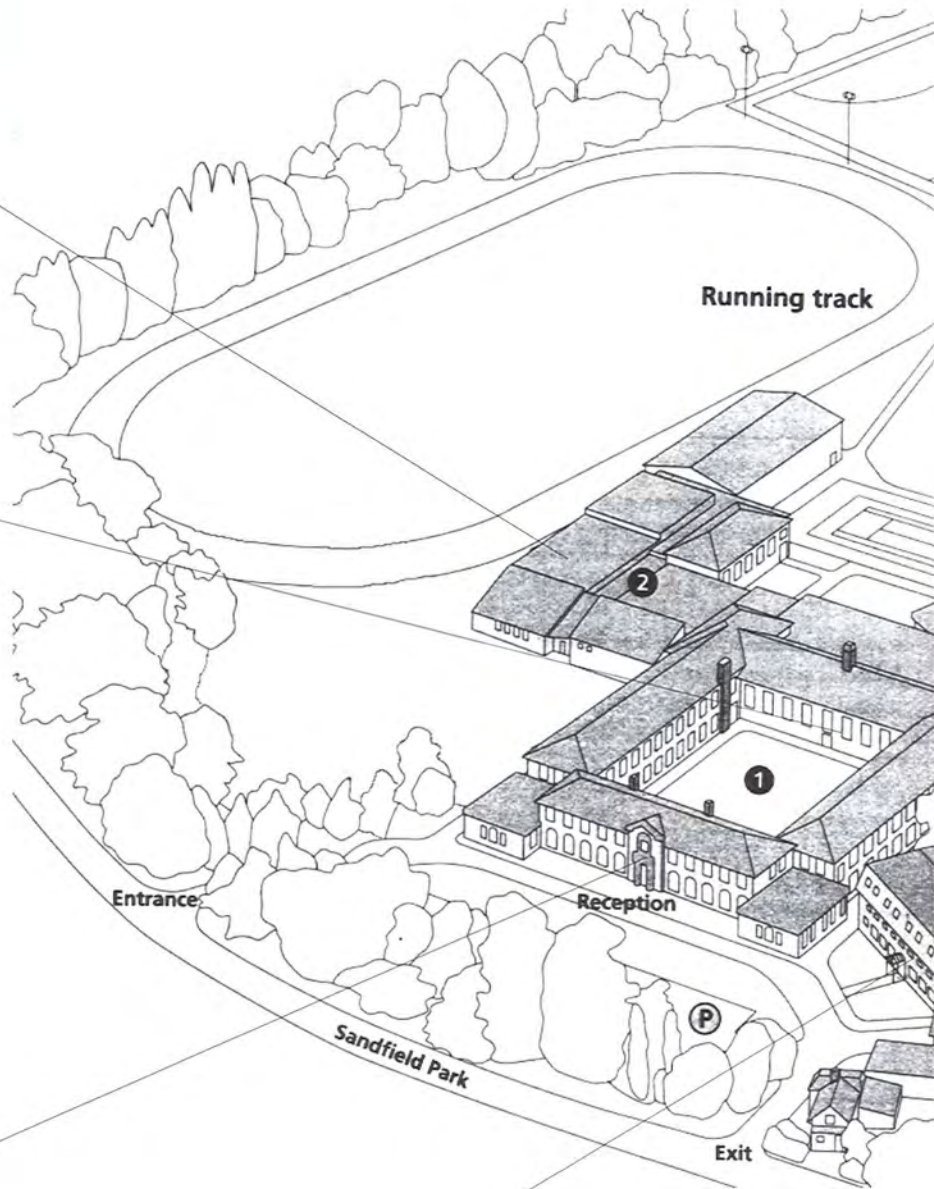 Running track
2
1
Entrance
Reception
P
Sandfield Park
Exit